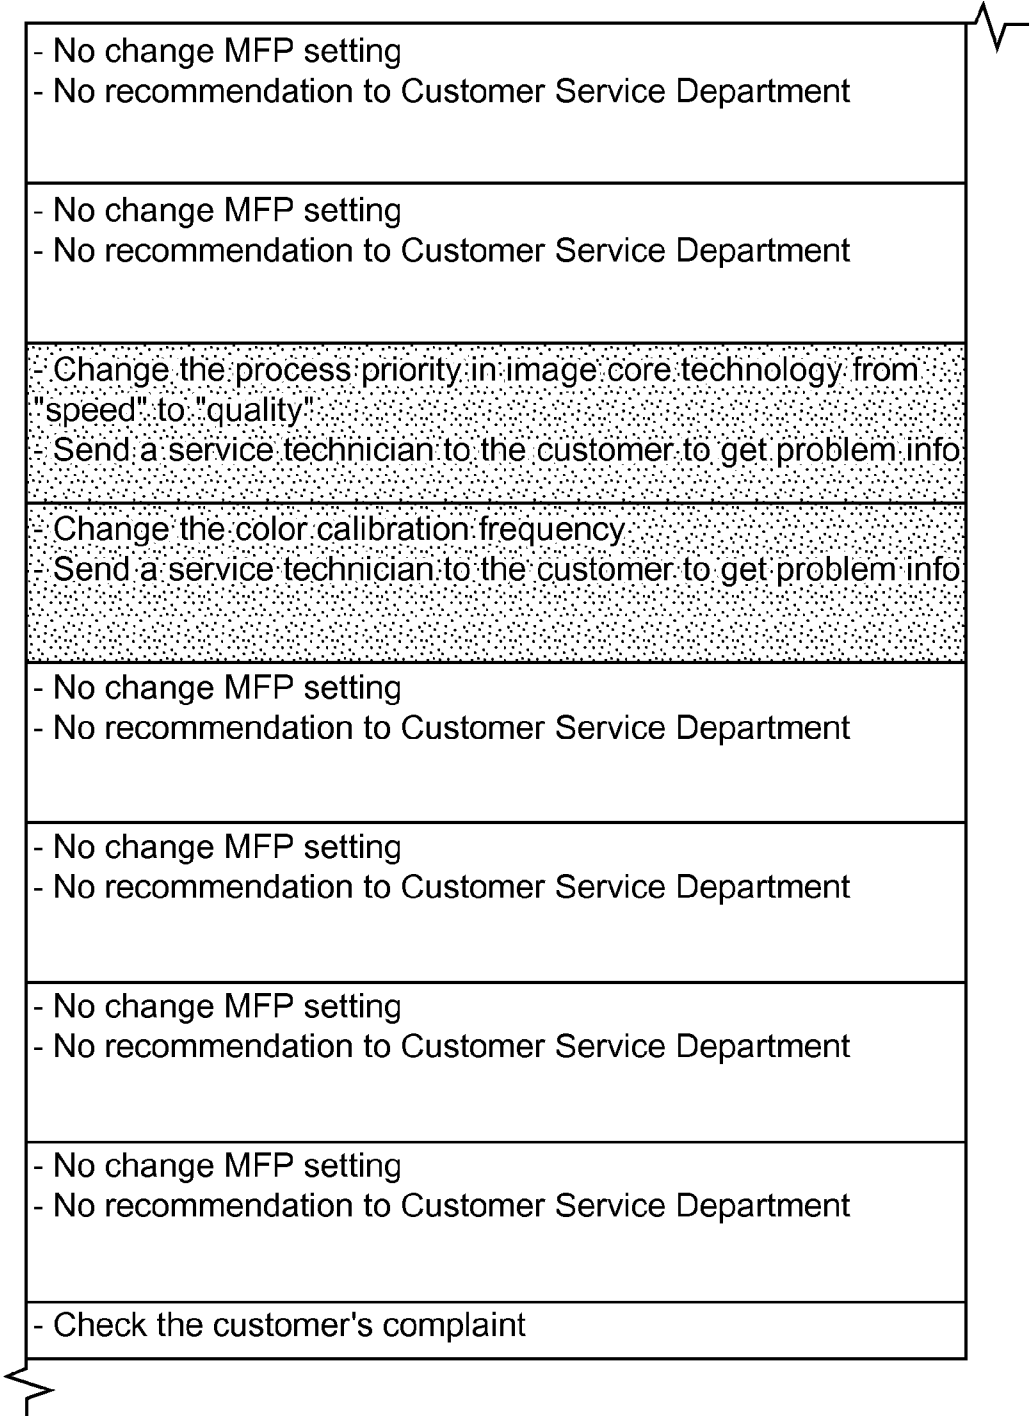 - No change MFP setting
- No recommendation to Customer Service Department
- No change MFP setting
- No recommendation to Customer Service Department
- Change the process priority in image core technology from
"speed" to "quality"
- Send a service technician to the customer to get problem info
- Change the color calibration frequency
- Send a service technician to the customer to get problem info
- No change MFP setting
- No recommendation to Customer Service Department
- No change MFP setting
- No recommendation to Customer Service Department
- No change MFP setting
- No recommendation to Customer Service Department
- No change MFP setting
- No recommendation to Customer Service Department
- Check the customer's complaint